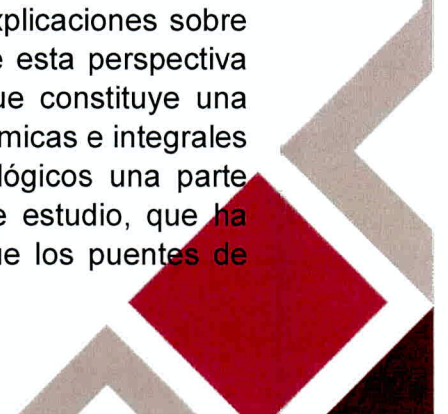 xplicaciones sobre
e esta perspectiva
ue constituye una
micas e integrales
lógicos una parte
e estudio, que ha
ue los puentes de